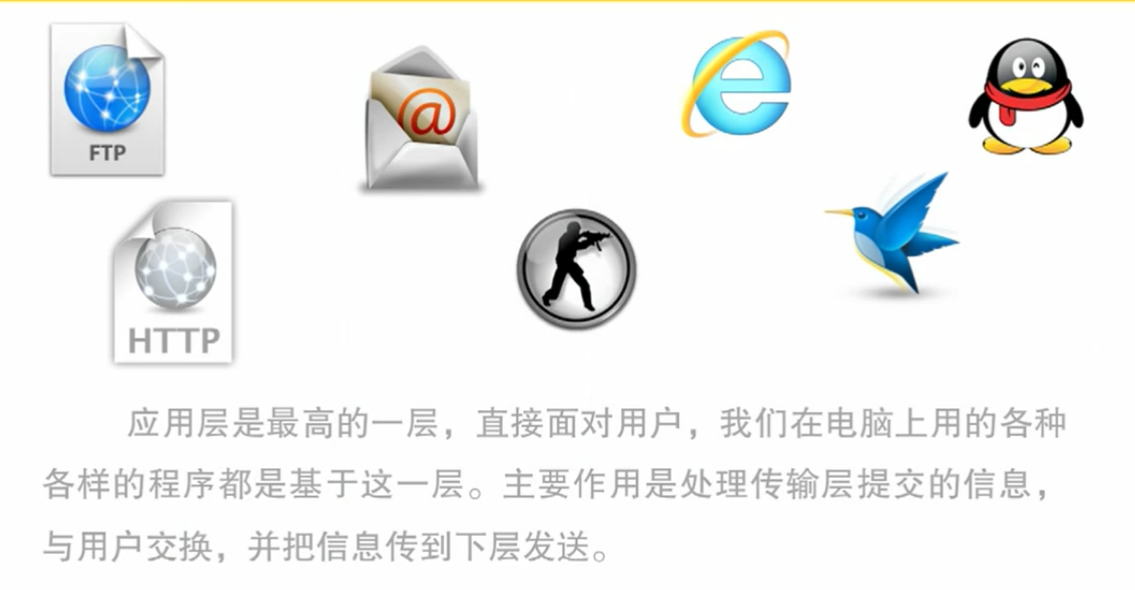 FTP
@
HTTP
应用层是最高的一层，直接面对用户，我们在电脑上用的各种
各样的程序都是基于这一层。主要作用是处理传输层提交的信息，
与用户交换，并把信息传到下层发送。